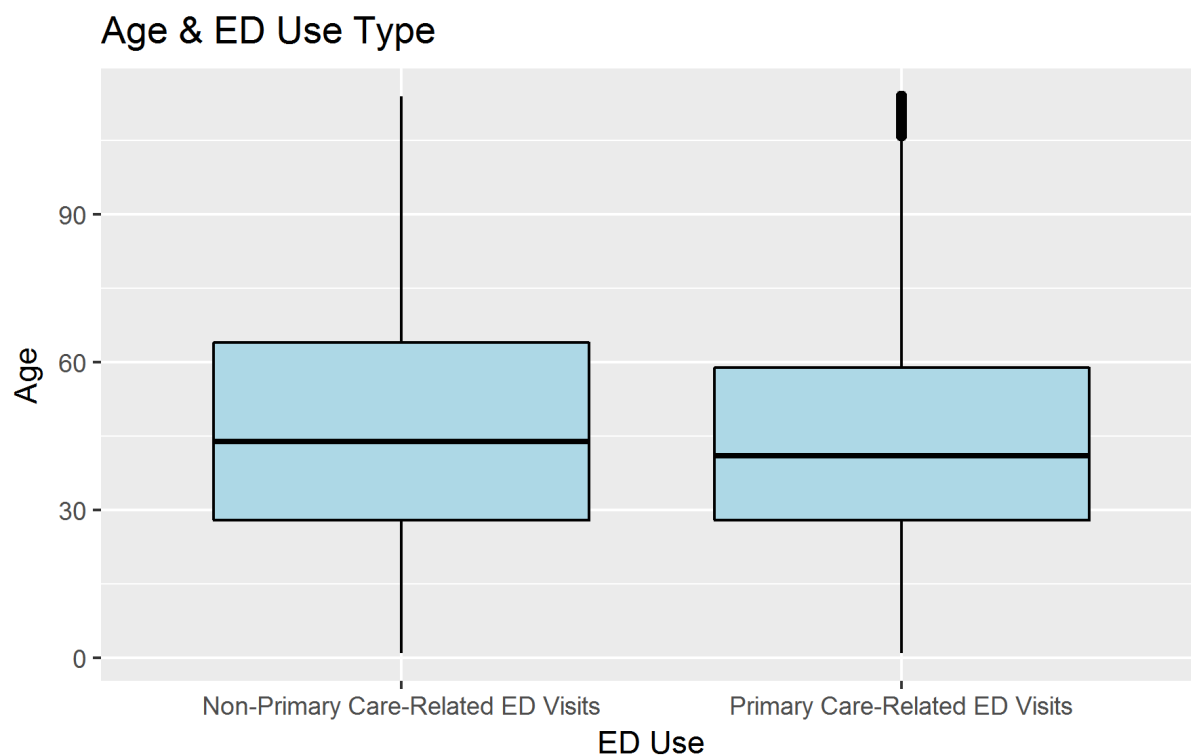 Age & ED Use Type
Age
90
60
30
0
Non-Primary Care-Related ED Visits
Primary Care-Related ED Visits
ED Use